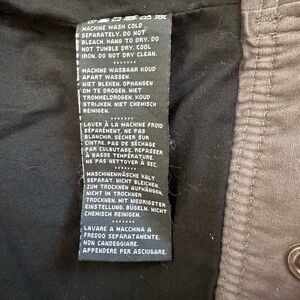 MACHINE WASH COLD
SEPARATELY. DO NOT
BLEACH. HANG TO DRY. DO
NOT TUMBLE DRY. COOL
IRON. DO NOT DRY CLEAN.
*******
MACHINE WASBAAR KOUD
APART WASSEN.
NIET BLEKEN. OPHANGEN
OM TE DROGEN. NIET
TROMMELDROGEN. KOUD
STRIJKEN. NIET CHEMISCH
REINIGEN.
*******
LAVER À LA MACHINE FROID
SÉPARÉMENT. NE PAS
BLANCHIR. SÉCHER SUR
CINTRE. PAS DE SÉCHAGE
PAR CULBUTAGE. REPASSER
À BASSE TEMPÉRATURE.
NE PAS NETTOYER À SEC.
*******
MASCHINENWÄSCHE KALT
SEPARAT. NICHT BLEICHEN.
ZUM TROCKNEN AUFHÄNGEN.
NICHT IM TROCKNER
TROCKNEN. MIT NIEDRIGSTER
EINSTELLUNG. BÜGELN. NICHT
CHEMISCH REINIGEN.
*******
LAVARE A MACCHINA A
FREDDO SEPARATAMENTE.
NON CANDEGGIARE.
APPENDERE PER ASCIUGARE.